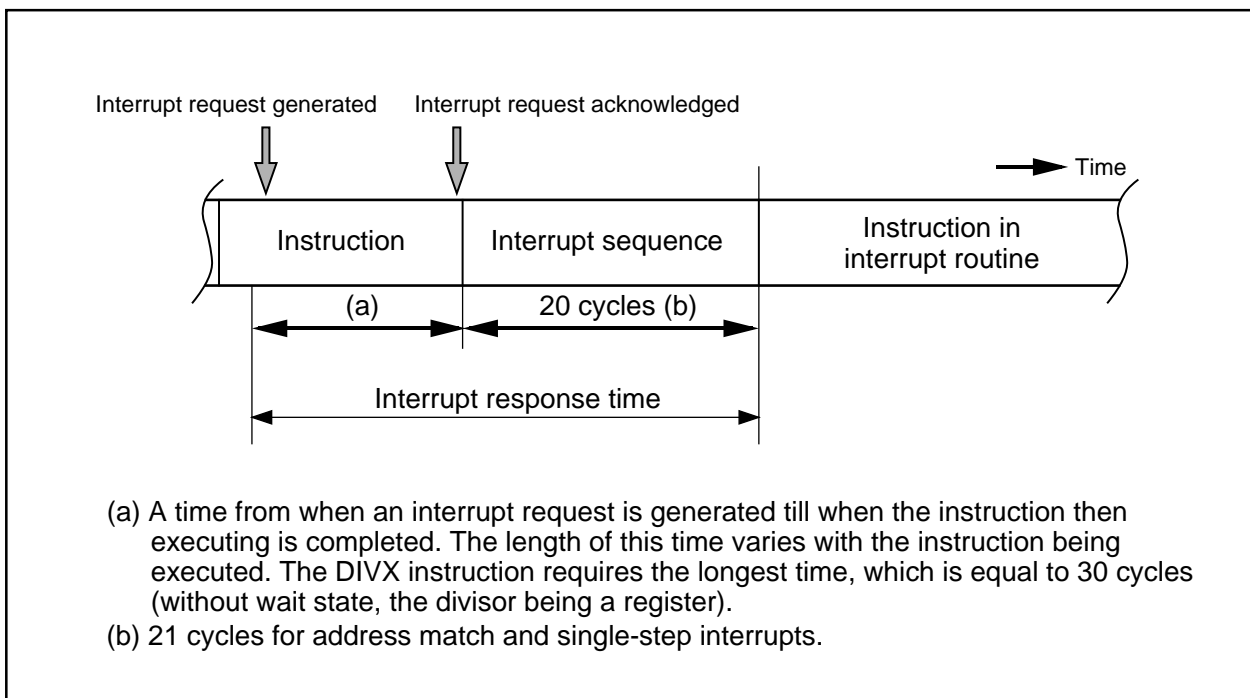 Interrupt request generated
Interrupt request acknowledged
Time
Instruction
Interrupt sequence
Instruction in
interrupt routine
(a)
20 cycles (b)
Interrupt response time
(a) A time from when an interrupt request is generated till when the instruction then
executing is completed. The length of this time varies with the instruction being
executed. The DIVX instruction requires the longest time, which is equal to 30 cycles
(without wait state, the divisor being a register).
(b) 21 cycles for address match and single-step interrupts.